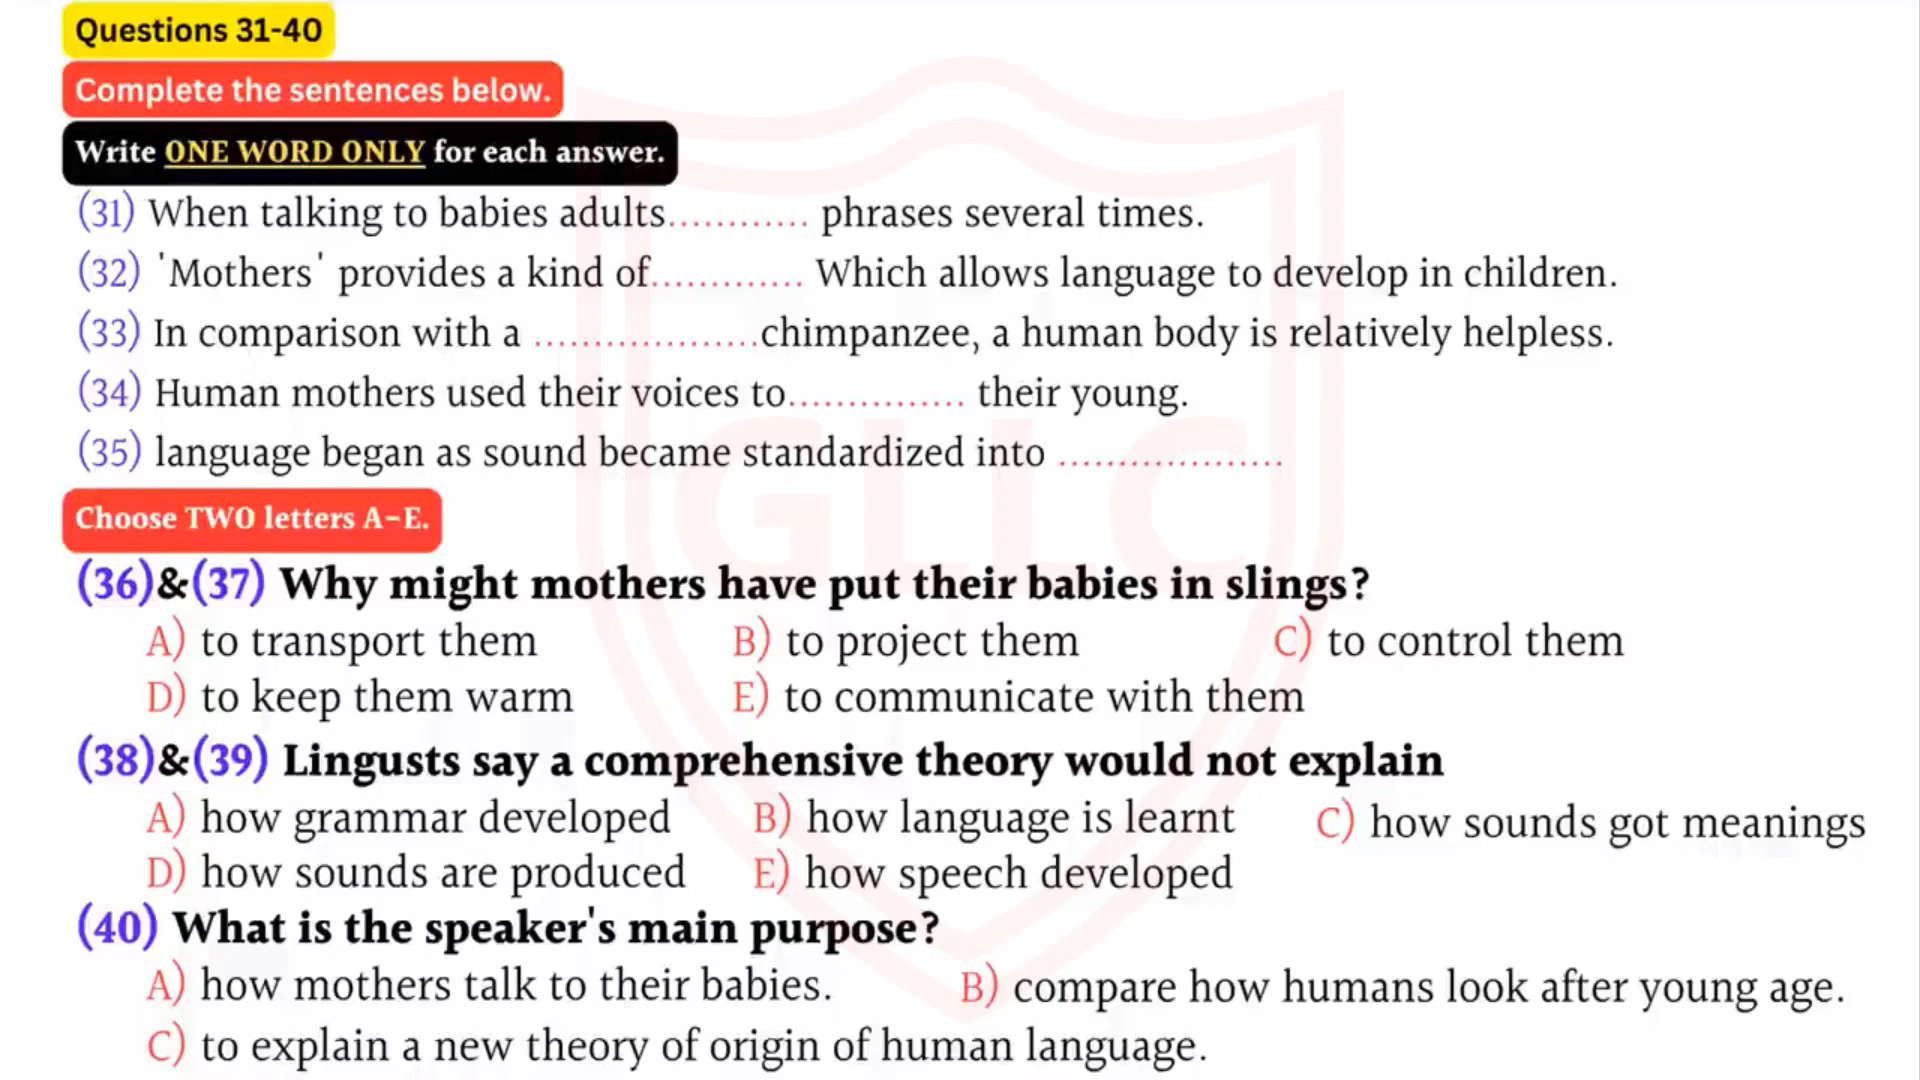 Questions 31-40
Complete the sentences below.
Write ONE WORD ONLY for each answer.
(31) When talking to babies adults............ phrases several times.
(32) 'Mothers' provides a kind of............. Which allows language to develop in children.
(33) In comparison with a ...................chimpanzee, a human body is relatively helpless.
(34) Human mothers used their voices to............... their young.
(35) language began as sound became standardized into ...................
Choose TWO letters A-E.
(36)&(37) Why might mothers have put their babies in slings?
A) to transport them B) to project them C) to control them
D) to keep them warm E) to communicate with them
(38)&(39) Lingusts say a comprehensive theory would not explain
A) how grammar developed B) how language is learnt C) how sounds got meanings
D) how sounds are produced E) how speech developed
(40) What is the speaker's main purpose?
A) how mothers talk to their babies. B) compare how humans look after young age.
C) to explain a new theory of origin of human language.
GLLC